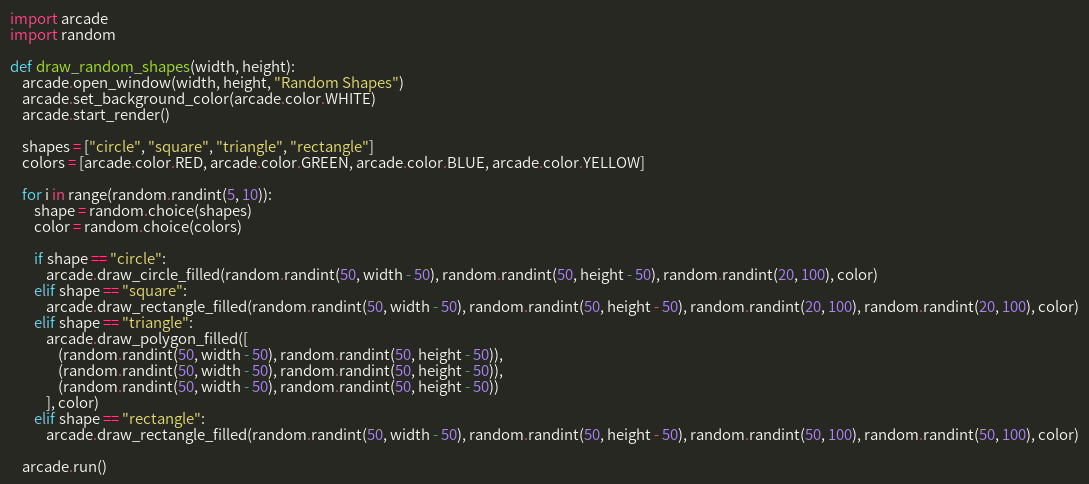 import arcade
import random
def draw_random_shapes(width, height):
arcade.open_window(width, height, "Random Shapes")
arcade.set_background_color(arcade.color.WHITE)
arcade.start_render()
shapes = ["circle", "square", "triangle", "rectangle"]
colors = [arcade.color.RED, arcade.color.GREEN, arcade.color.BLUE, arcade.color.YELLOW]
for i in range(random.randint(5, 10)):
shape = random.choice(shapes)
color = random.choice(colors)
if shape == "circle":
arcade.draw_circle_filled(random.randint(50, width - 50), random.randint(50, height - 50), random.randint(20, 100), color)
elif shape == "square":
arcade.draw_rectangle_filled(random.randint(50, width - 50), random.randint(50, height - 50), random.randint(20, 100), random.randint(20, 100), color)
elif shape == "triangle":
arcade.draw_polygon_filled([
(random.randint(50, width - 50), random.randint(50, height - 50)),
(random.randint(50, width - 50), random.randint(50, height - 50)),
(random.randint(50, width - 50), random.randint(50, height - 50))
], color)
elif shape == "rectangle":
arcade.draw_rectangle_filled(random.randint(50, width - 50), random.randint(50, height - 50), random.randint(50, 100), random.randint(50, 100), color)
arcade.run()